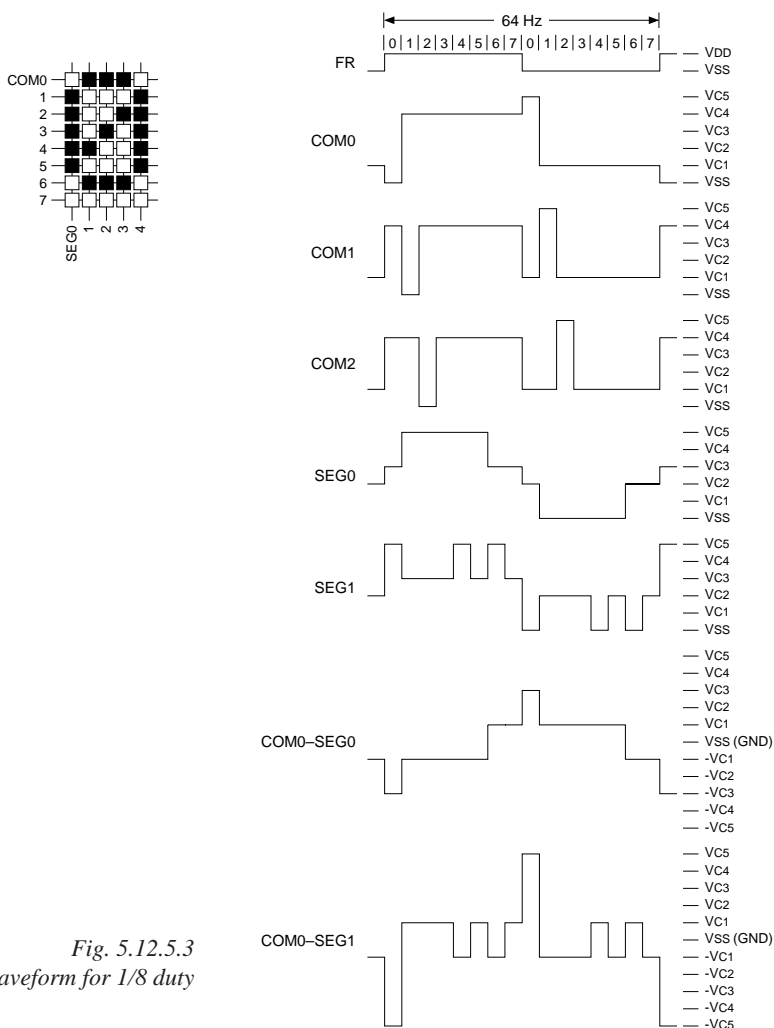 64 Hz
0 1 2 3 4 5 6 7 0 1 2 3 4 5 6 7
FR
VDD
VSS
COM0
1
2
3
4
5
6
7
SEG0
1
2
3
4
COM0
VC5
VC4
VC3
VC2
VC1
VSS
COM1
VC5
VC4
VC3
VC2
VC1
VSS
COM2
VC5
VC4
VC3
VC2
VC1
VSS
SEG0
VC5
VC4
VC3
VC2
VC1
VSS
SEG1
VC5
VC4
VC3
VC2
VC1
VSS
COM0–SEG0
VC5
VC4
VC3
VC2
VC1
VSS (GND)
-VC1
-VC2
-VC3
-VC4
-VC5
COM0–SEG1
VC5
VC4
VC3
VC2
VC1
VSS (GND)
-VC1
-VC2
-VC3
-VC4
-VC5
Fig. 5.12.5.3
aveform for 1/8 duty